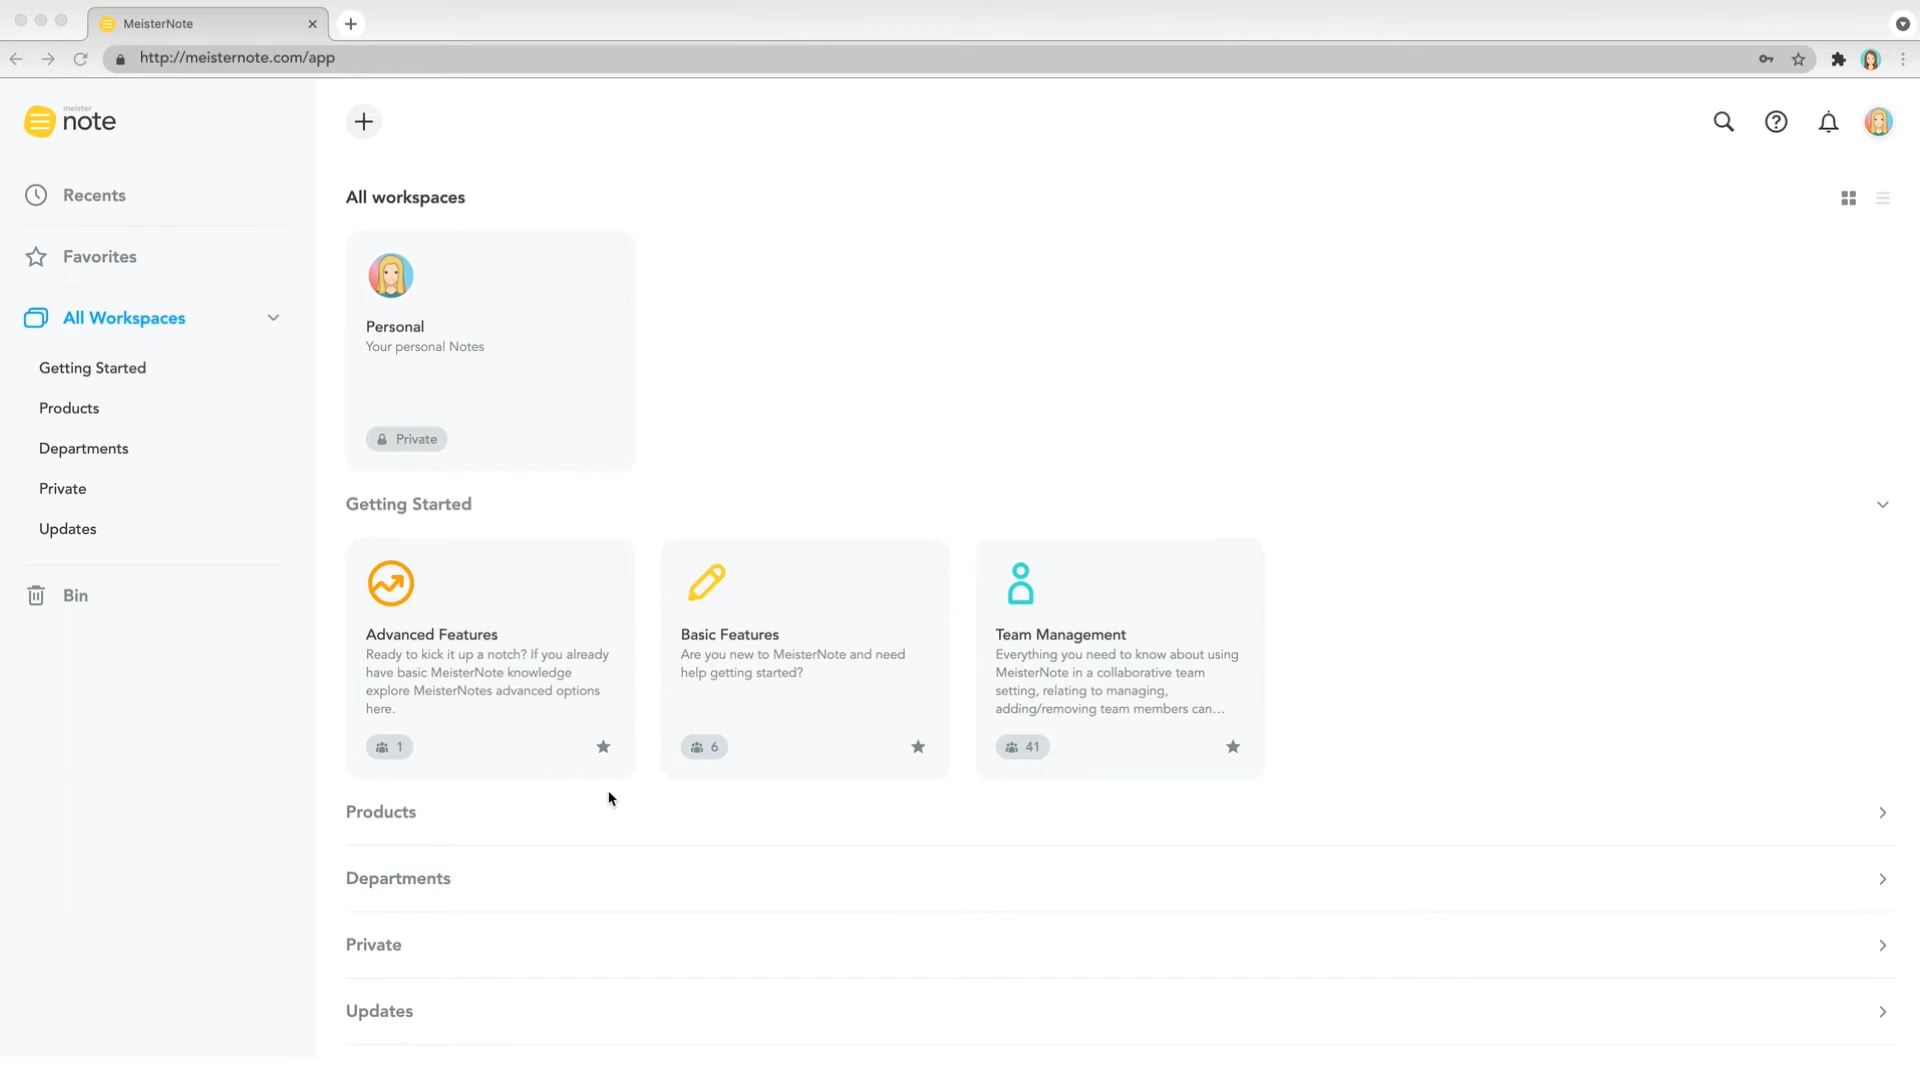 MeisterNote
http://meisternote.com/app
meister
note
Recents
Favorites
All Workspaces
Getting Started
Products
Departments
Private
Updates
Bin
All workspaces
Personal
Your personal Notes
Private
Getting Started
Advanced Features
Ready to kick it up a notch? If you already
have basic MeisterNote knowledge
explore MeisterNotes advanced options
here.
1
Basic Features
Are you new to MeisterNote and need
help getting started?
6
Team Management
Everything you need to know about using
MeisterNote in a collaborative team
setting, relating to managing,
adding/removing team members can...
41
Products
Departments
Private
Updates